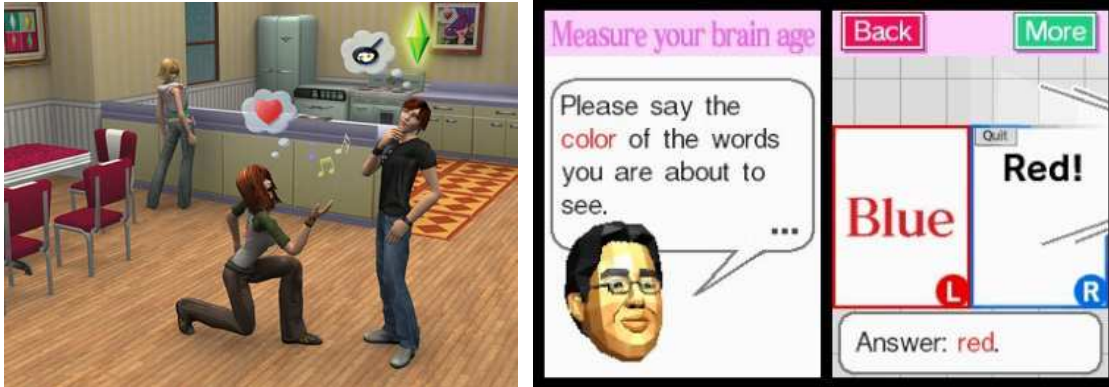 Measure your brain age
Please say the
color of the words
you are about to
see.
...
Back
More
Blue
L
Quit
Red!
R
Answer: red.